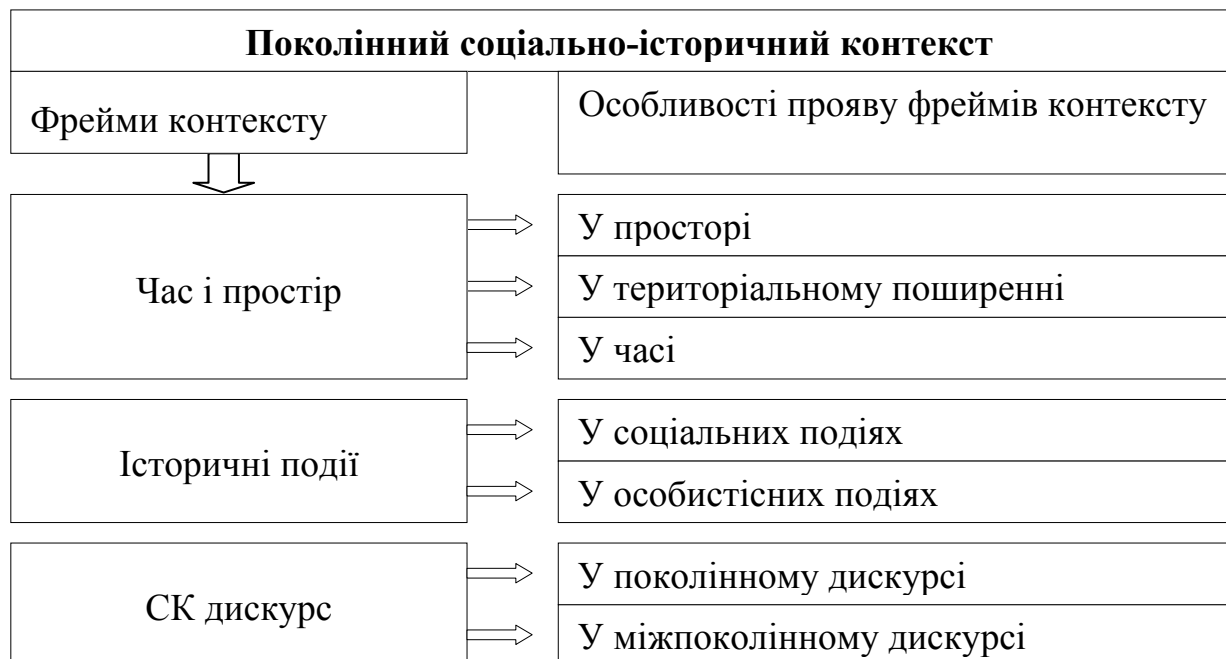 Поколінний соціально-історичний контекст
Фрейми контексту
Особливості прояву фреймів контексту
Час і простір
У просторі
У територіальному поширенні
У часі
Історичні події
У соціальних подіях
У особистісних подіях
СК дискурс
У поколінному дискурсі
У міжпоколінному дискурсі